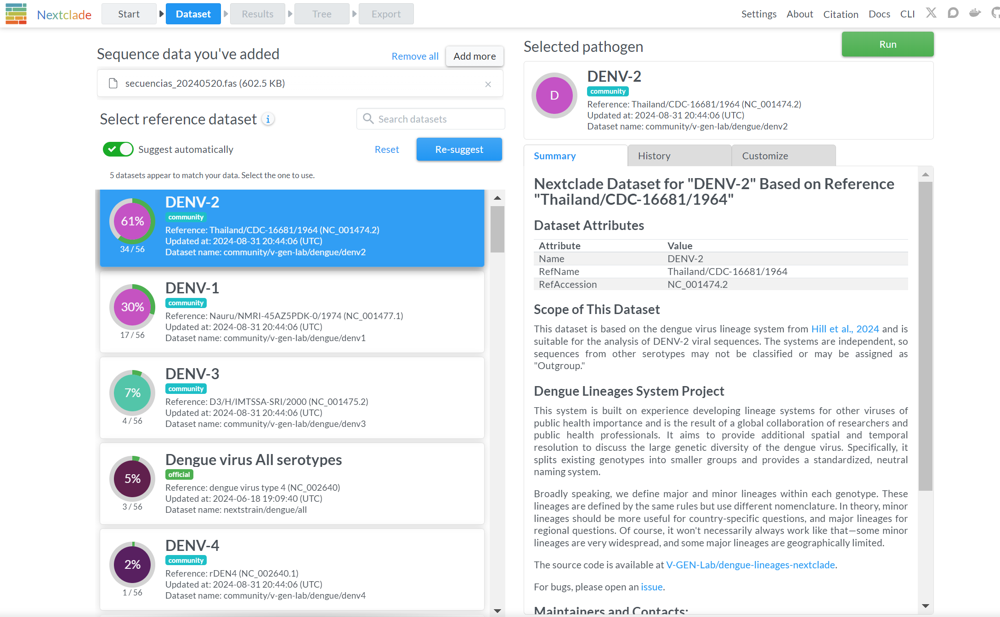 Nextclade
Start
Dataset
Results
Tree
Export
Settings
About
Citation
Docs
CLI
Sequence data you've added
Remove all
Add more
secuencias_20240520.fas (602.5 KB)
Select reference dataset
Search datasets
Suggest automatically
Reset
Re-suggest
5 datasets appear to match your data. Select the one to use.
61%
34 / 56
DENV-2
community
Reference: Thailand/CDC-16681/1964 (NC_001474.2)
Updated at: 2024-08-31 20:44:06 (UTC)
Dataset name: community/v-gen-lab/dengue/denv2
30%
17 / 56
DENV-1
community
Reference: Nauru/NMRI-45AZ5PDK-0/1974 (NC_001477.1)
Updated at: 2024-08-31 20:44:06 (UTC)
Dataset name: community/v-gen-lab/dengue/denv1
7%
4 / 56
DENV-3
community
Reference: D3/H/IMTSSA-SRI/2000 (NC_001475.2)
Updated at: 2024-08-31 20:44:06 (UTC)
Dataset name: community/v-gen-lab/dengue/denv3
5%
3 / 56
Dengue virus All serotypes
official
Reference: dengue virus type 4 (NC_002640)
Updated at: 2024-06-18 19:09:40 (UTC)
Dataset name: nextstrain/dengue/all
2%
1 / 56
DENV-4
community
Reference: rDEN4 (NC_002640.1)
Updated at: 2024-08-31 20:44:06 (UTC)
Dataset name: community/v-gen-lab/dengue/denv4
Selected pathogen
Run
D
DENV-2
community
Reference: Thailand/CDC-16681/1964 (NC_001474.2)
Updated at: 2024-08-31 20:44:06 (UTC)
Dataset name: community/v-gen-lab/dengue/denv2
Summary
History
Customize
Nextclade Dataset for "DENV-2" Based on Reference
"Thailand/CDC-16681/1964"
Dataset Attributes
Attribute Value
Name DENV-2
RefName Thailand/CDC-16681/1964
RefAccession NC_001474.2
Scope of This Dataset
This dataset is based on the dengue virus lineage system from Hill et al., 2024 and is
suitable for the analysis of DENV-2 viral sequences. The systems are independent, so
sequences from other serotypes may not be classified or may be assigned as
"Outgroup."
Dengue Lineages System Project
This system is built on experience developing lineage systems for other viruses of
public health importance and is the result of a global collaboration of researchers and
public health professionals. It aims to provide additional spatial and temporal
resolution to discuss the large genetic diversity of the dengue virus. Specifically, it
splits existing genotypes into smaller groups and provides a standardized, neutral
naming system.
Broadly speaking, we define major and minor lineages within each genotype. These
lineages are defined by the same rules but use different nomenclature. In theory, minor
lineages should be more useful for country-specific questions, and major lineages for
regional questions. Of course, it won't necessarily always work like that—some minor
lineages are very widespread, and some major lineages are geographically limited.
The source code is available at V-GEN-Lab/dengue-lineages-nextclade.
For bugs, please open an issue.
Maintainers and Contacts: